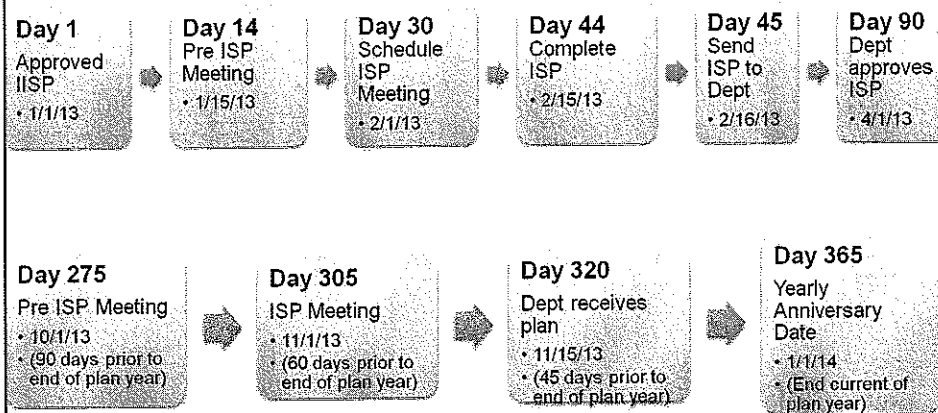 Day 1
Approved
IISP
• 1/1/13
Day 14
Pre ISP
Meeting
• 1/15/13
Day 30
Schedule
ISP
Meeting
• 2/1/13
Day 44
Complete
ISP
• 2/15/13
Day 45
Send
ISP to
Dept
• 2/16/13
Day 90
Dept
approves
ISP
• 4/1/13
Day 275
Pre ISP Meeting
• 10/1/13
• (90 days prior to
end of plan year)
Day 305
ISP Meeting
• 11/1/13
• (60 days prior to
end of plan year)
Day 320
Dept receives
plan
• 11/15/13
• (45 days prior to
end of plan year)
Day 365
Yearly
Anniversary
Date
• 1/1/14
• (End current of
plan year)